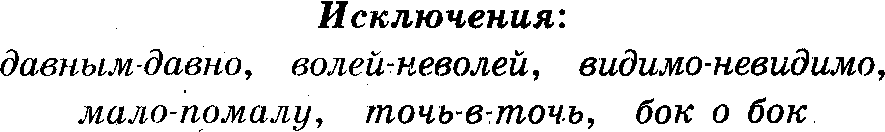 Исключения:
давным-давно, волей-неволей, видимо-невидимо,
мало-помалу, точь-в-точь, бок о бок